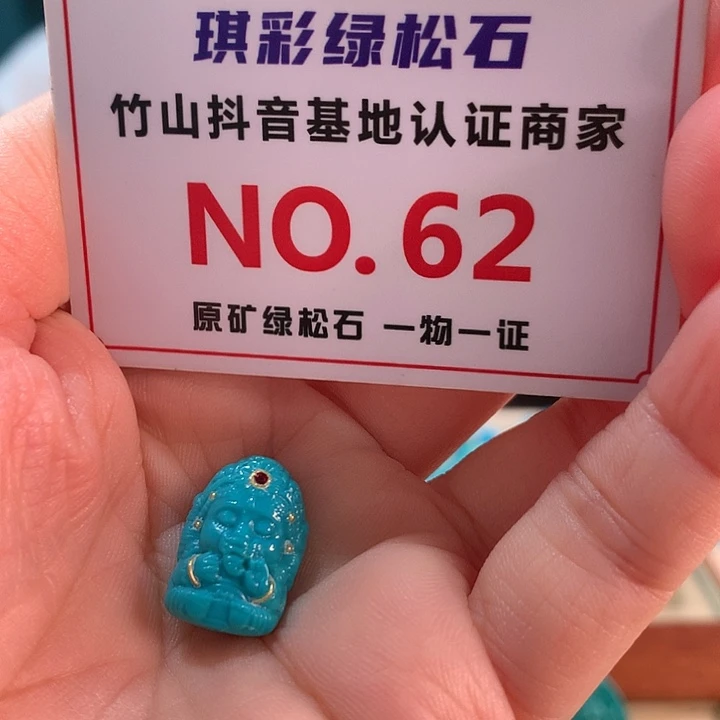 琪彩绿松石
竹山抖音基地认证商家
NO.62
原矿绿松石 一物一证